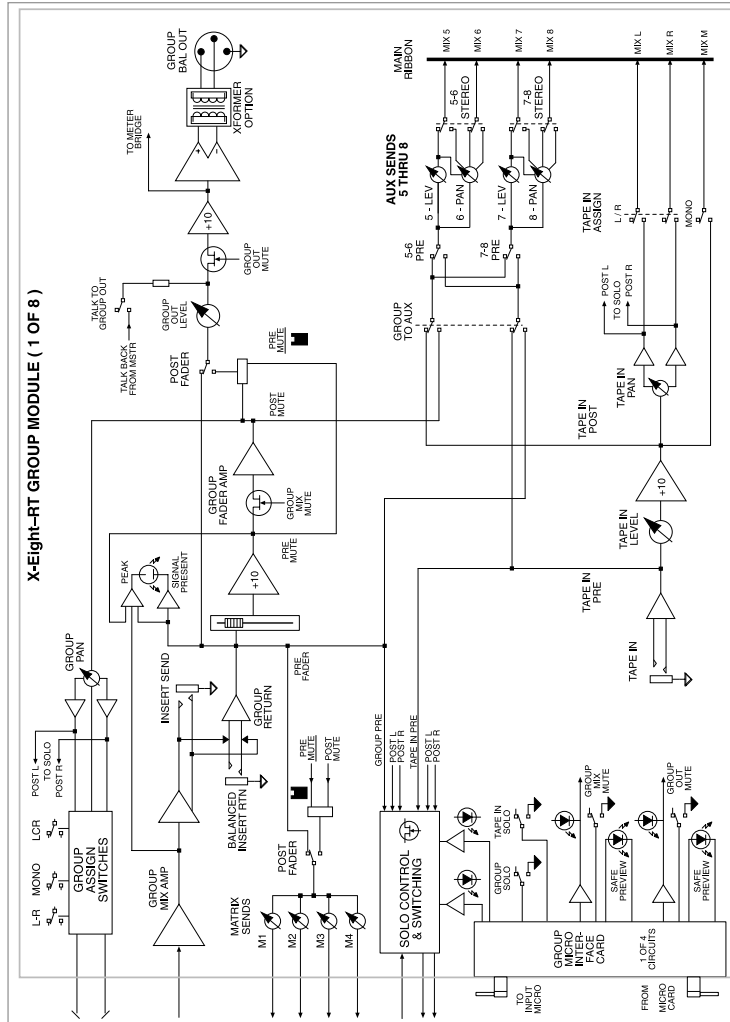 X-Eight–RT GROUP MODULE ( 1 OF 8 )
L-R
MONO
LCR
GROUP
ASSIGN
SWITCHES
POST L
TO SOLO
POST R
GROUP
PAN
PEAK
SIGNAL
PRESENT
GROUP
MIX AMP
INSERT SEND
BALANCED
INSERT RTN
GROUP
RETURN
+10
PRE
MUTE
GROUP
MIX
MUTE
GROUP
FADER AMP
POST
MUTE
PRE
MUTE
POST
FADER
TALK BACK
FROM MSTR
TALK TO
GROUP OUT
GROUP
OUT
LEVEL
GROUP
OUT
MUTE
+10
TO METER
BRIDGE
+
–
XFORMER
OPTION
GROUP
BAL OUT
MATRIX
SENDS
M1
M2
M3
M4
POST
FADER
PRE
FADER
PRE
MUTE
POST
MUTE
SOLO CONTROL
& SWITCHING
GROUP PRE
POST L
POST R
TAPE IN PRE
POST L
POST R
GROUP
TO AUX
5-6
PRE
7-8
PRE
AUX SENDS
5 THRU 8
5 - LEV
6 - PAN
7 - LEV
8 - PAN
5-6
STEREO
7-8
STEREO
MAIN
RIBBON
MIX 5
MIX 6
MIX 7
MIX 8
MIX L
MIX R
MIX M
TAPE IN
TAPE IN
PRE
TAPE IN
LEVEL
+10
TAPE IN
POST
TAPE IN
PAN
POST L
TO SOLO
POST R
TAPE IN
ASSIGN
L / R
MONO
GROUP
MICRO
INTER-
FACE
CARD
1 OF 4
CIRCUITS
TO
INPUT
MICRO
FROM
MICRO
CARD
GROUP
SOLO
TAPE IN
SOLO
GROUP
MIX
MUTE
SAFE
PREVIEW
GROUP
OUT
MUTE
SAFE
PREVIEW